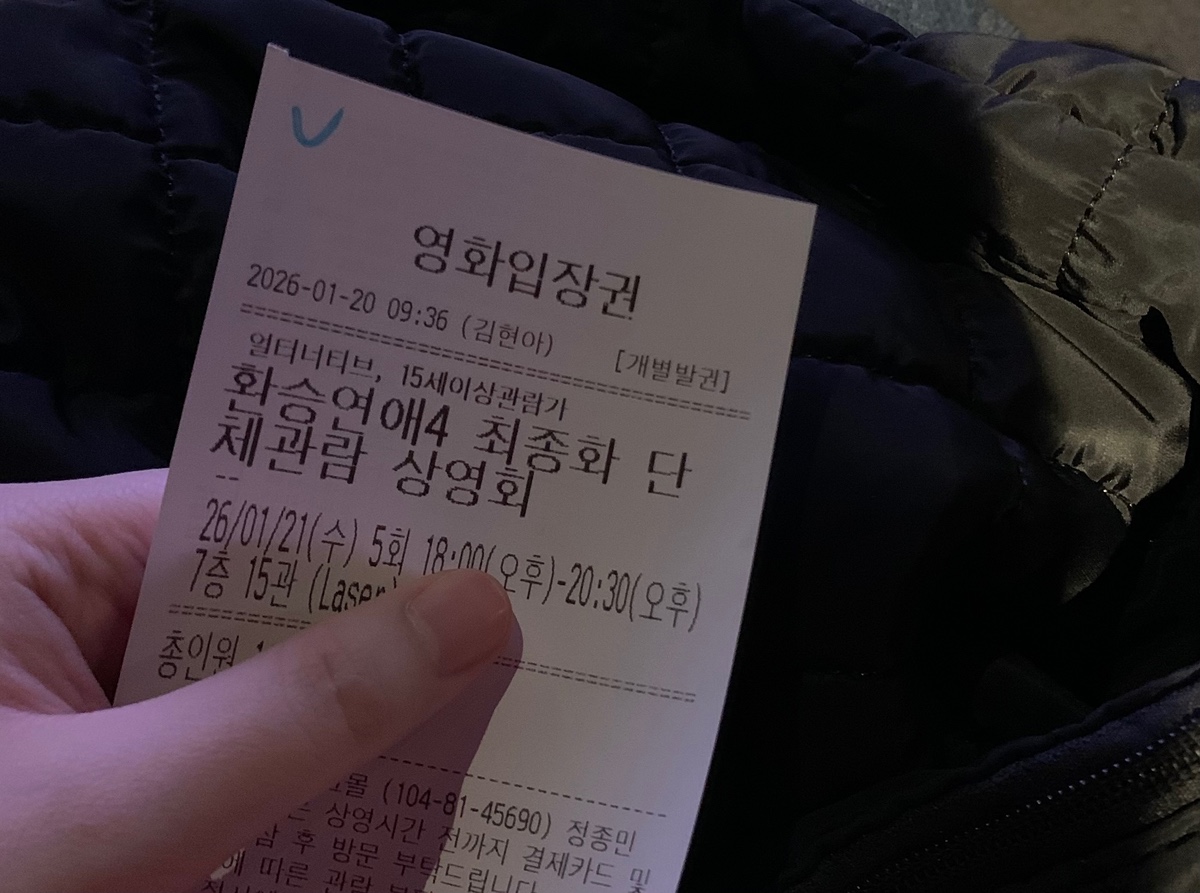 영화입장권
2026-01-20 09:36 (김현아) [개별발권]
얼터너티브, 15세이상관람가
환승연애4 최종화 단
체관람 상영회
--
26/01/21(수) 5회 18:00(오후)-20:30(오후)
7층 15관 (Laser)
총인원
몰 (104-81-45690) 정종민
상영시간 전까지 결제카드 및
후 방문 부탁드립니다
따른 관람